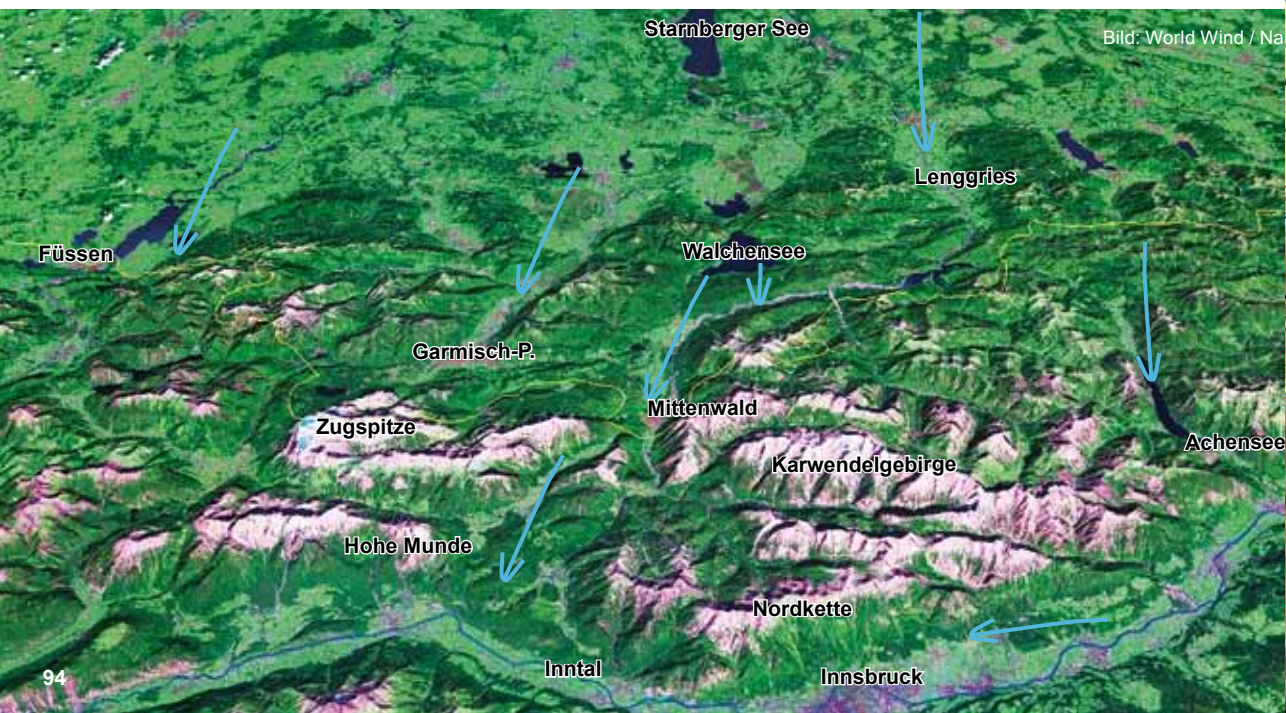 Starnberger See
Bild: World Wind / Na
Lenggries
Füssen
Walchensee
Garmisch-P.
Mittenwald
Zugspitze
Achensee
Karwendelgebirge
Hohe Munde
Nordkette
Inntal
Innsbruck
94